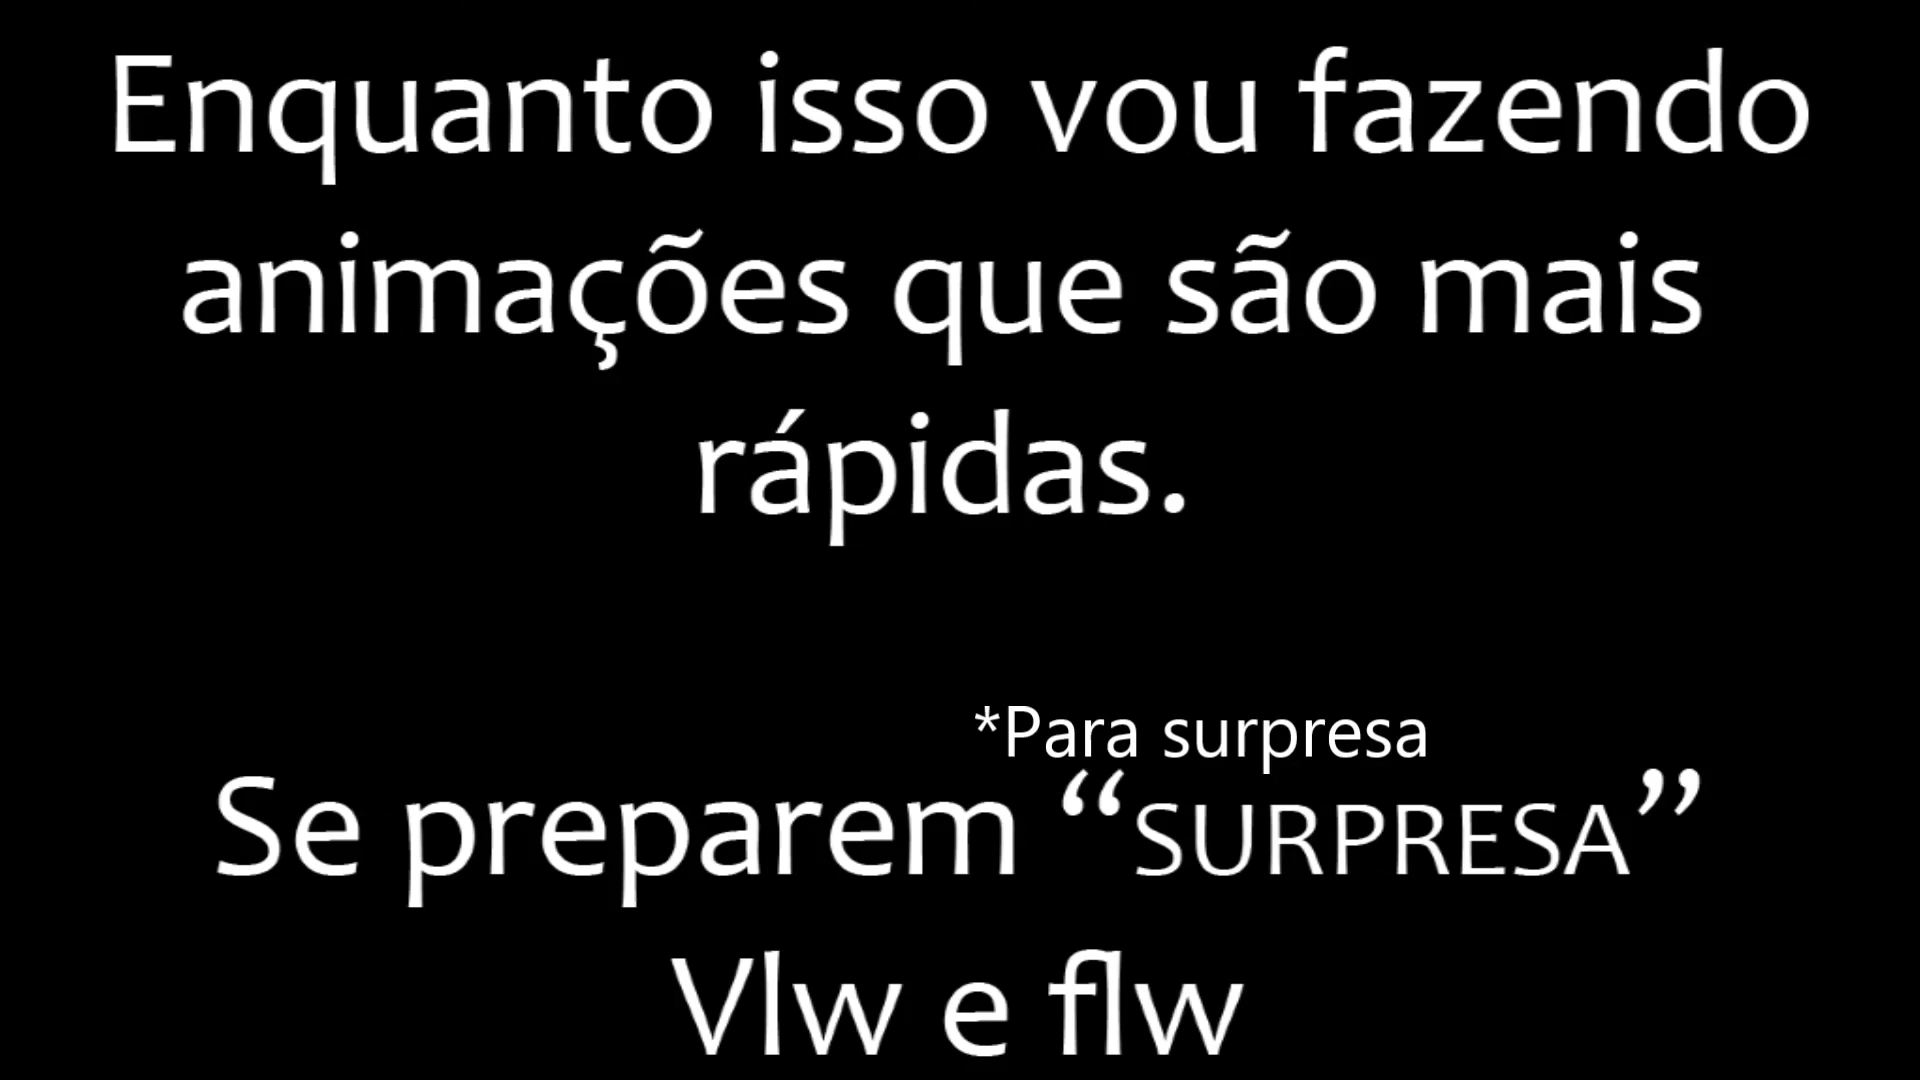 Enquanto isso vou fazendo
animações que são mais
rápidas.
*Para surpresa
Se preparem “SURPRESA”
Vlw e flw